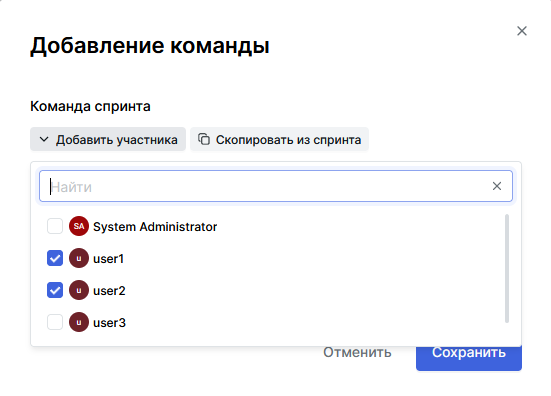 Добавление команды
Команда спринта
Добавить участника Скопировать из спринта
Найти
SA System Administrator
u user1
u user2
u user3
Отменить Сохранить